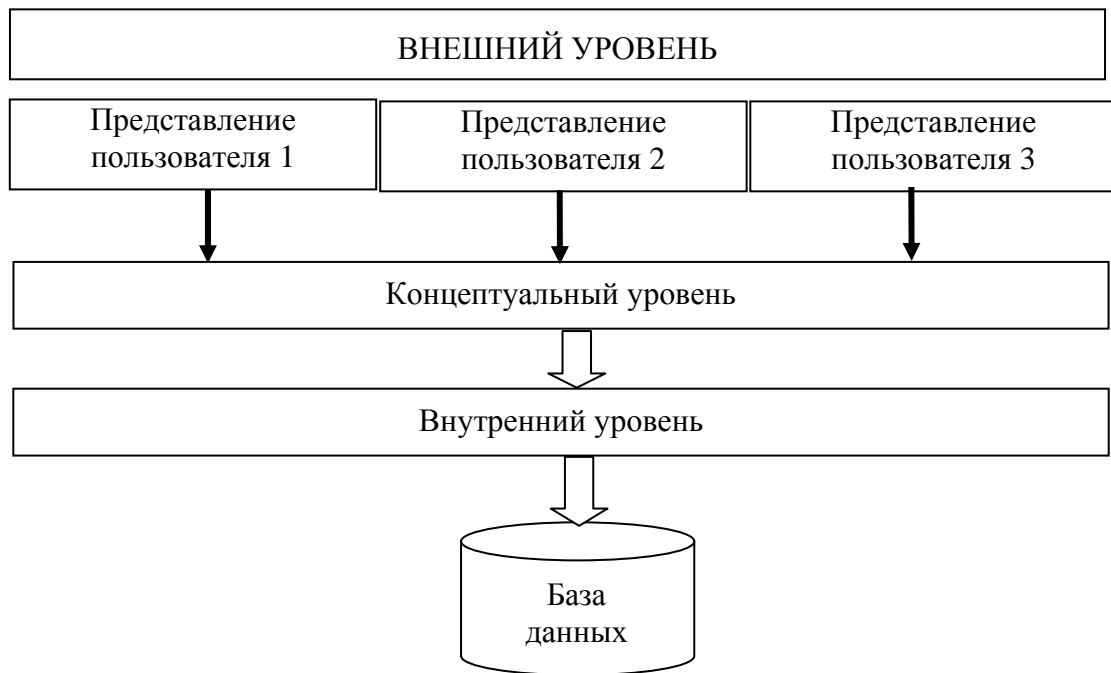 ВНЕШНИЙ УРОВЕНЬ
Представление
пользователя 1
Представление
пользователя 2
Представление
пользователя 3
Концептуальный уровень
Внутренний уровень
База
данных